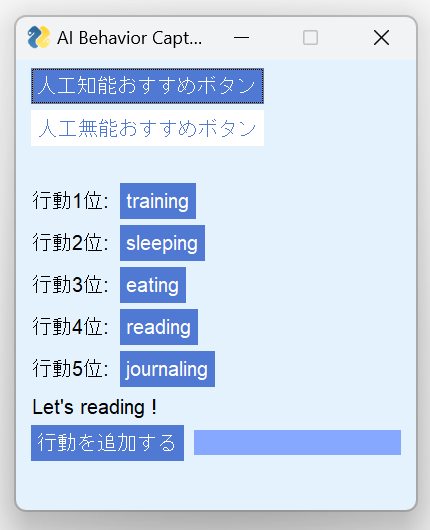 AI Behavior Capt...
人工知能おすすめボタン
人工無能おすすめボタン
行動1位: training
行動2位: sleeping
行動3位: eating
行動4位: reading
行動5位: journaling
Let's reading !
行動を追加する